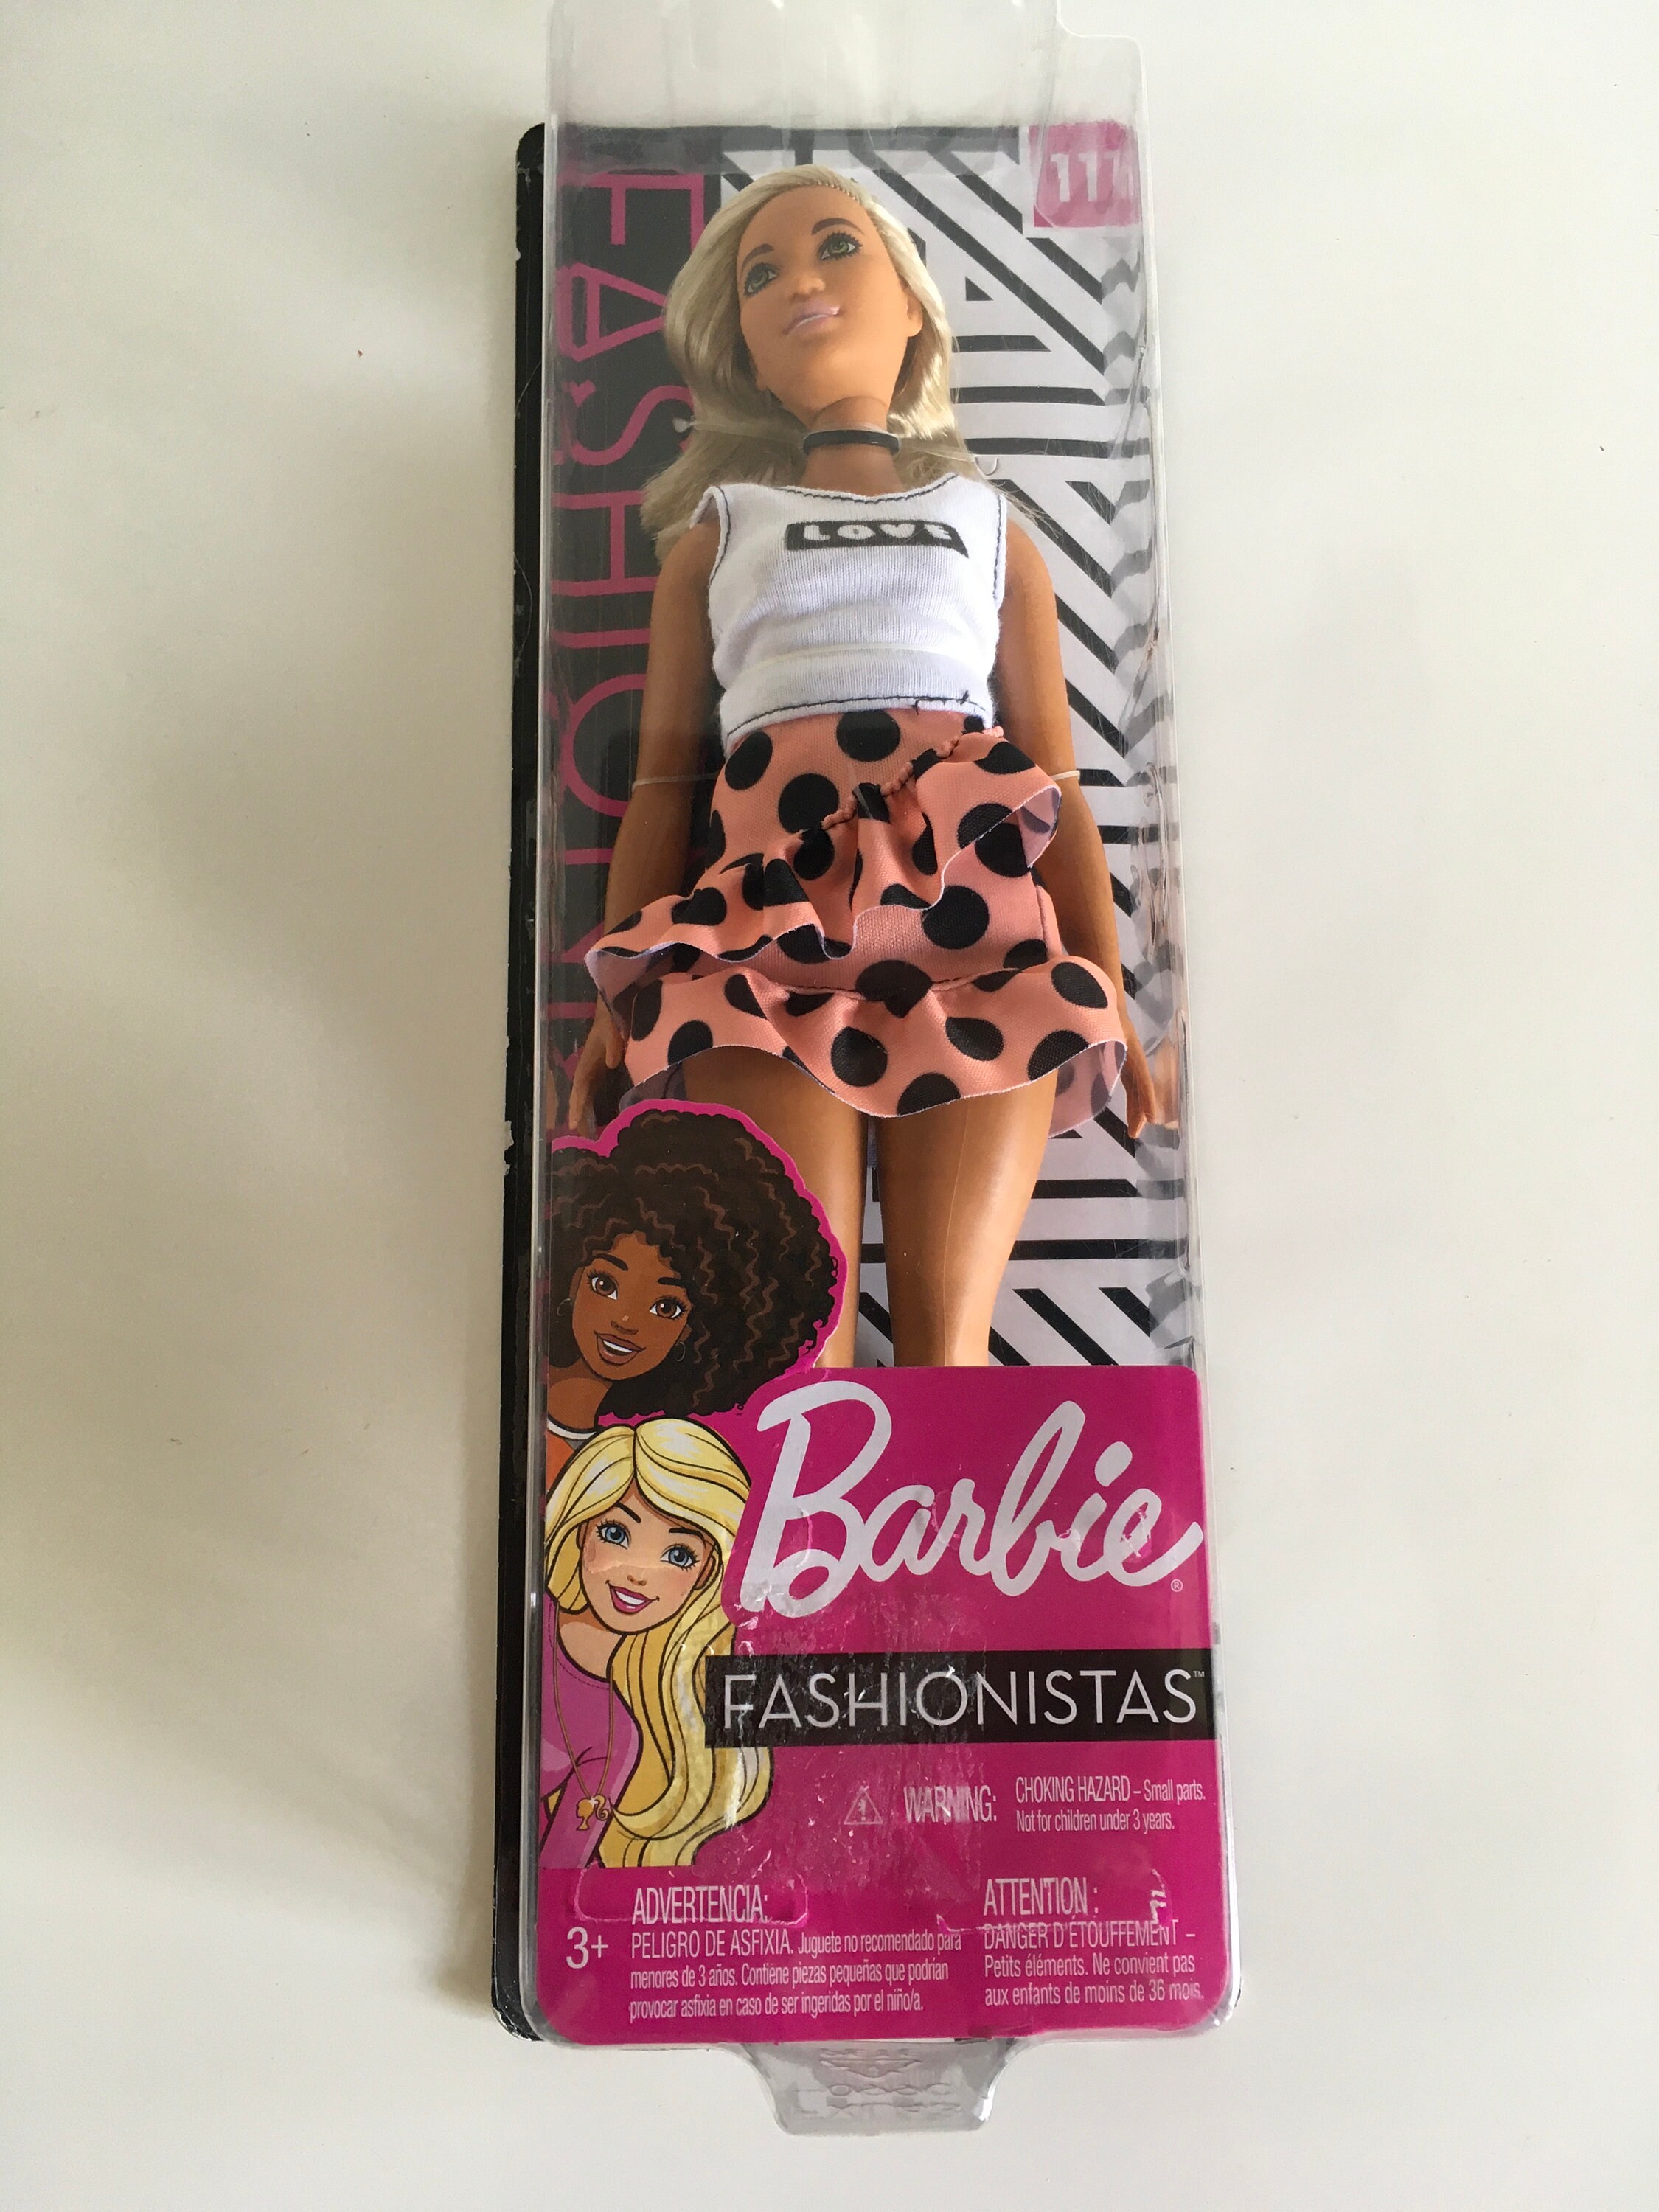 FASHIONI
LOVE
Barbie®
FASHIONISTAS™
WARNING:
CHOKING HAZARD – Small parts.
Not for children under 3 years.
3+
ADVERTENCIA:
PELIGRO DE ASFIXIA. Juguete no recomendado para
menores de 3 años. Contiene piezas pequeñas que podrían
provocar asfixia en caso de ser ingeridas por el niño/a.
ATTENTION :
DANGER D'ÉTOUFFEMENT –
Petits éléments. Ne convient pas
aux enfants de moins de 36 mois.